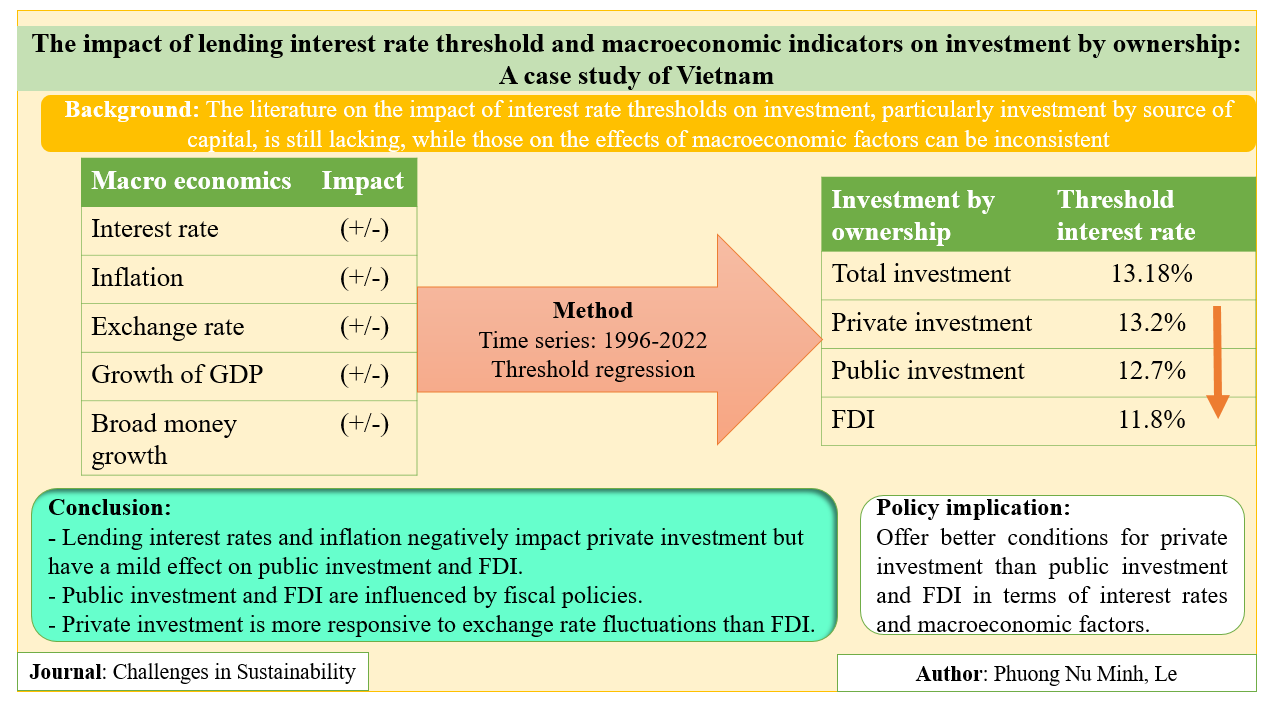 The impact of lending interest rate threshold and macroeconomic indicators on investment by ownership:
A case study of Vietnam
Background: The literature on the impact of interest rate thresholds on investment, particularly investment by source of
capital, is still lacking, while those on the effects of macroeconomic factors can be inconsistent
Macro economics Impact
Interest rate (+/-)
Inflation (+/-)
Exchange rate (+/-)
Growth of GDP (+/-)
Broad money (+/-)
growth
Method
Time series: 1996-2022
Threshold regression
Investment by Threshold
ownership interest rate
Total investment 13.18%
Private investment 13.2%
Public investment 12.7%
FDI 11.8%
Conclusion:
- Lending interest rates and inflation negatively impact private investment but
have a mild effect on public investment and FDI.
- Public investment and FDI are influenced by fiscal policies.
- Private investment is more responsive to exchange rate fluctuations than FDI.
Policy implication:
Offer better conditions for private
investment than public investment
and FDI in terms of interest rates
and macroeconomic factors.
Journal: Challenges in Sustainability
Author: Phuong Nu Minh, Le